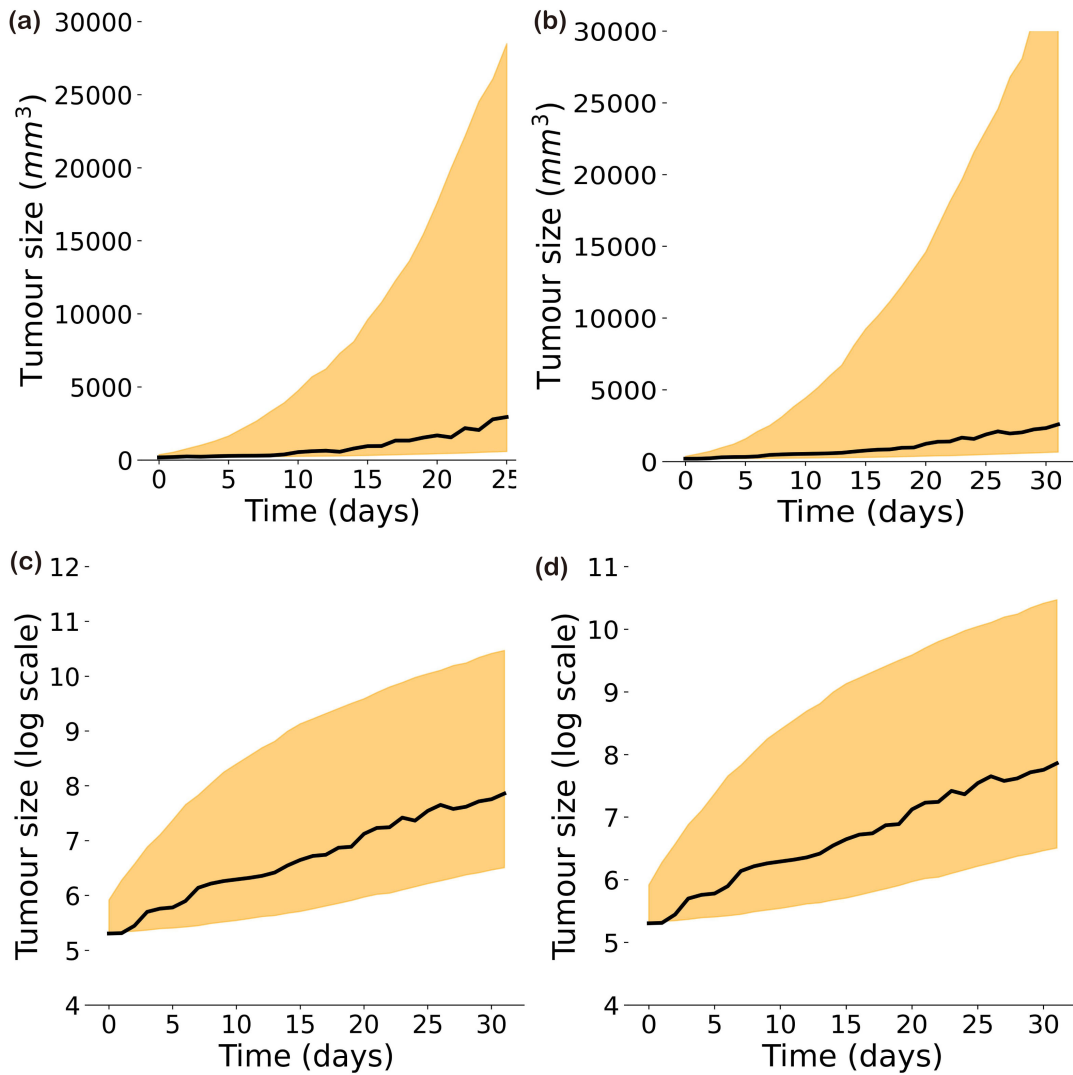 (a)
Tumour size (mm³)
30000
25000
20000
15000
10000
5000
0
0 5 10 15 20 25
Time (days)
(b)
Tumour size (mm³)
30000
25000
20000
15000
10000
5000
0
0 5 10 15 20 25 30
Time (days)
(c)
Tumour size (log scale)
12
11
10
9
8
7
6
5
4
0 5 10 15 20 25 30
Time (days)
(d)
Tumour size (log scale)
11
10
9
8
7
6
5
4
0 5 10 15 20 25 30
Time (days)